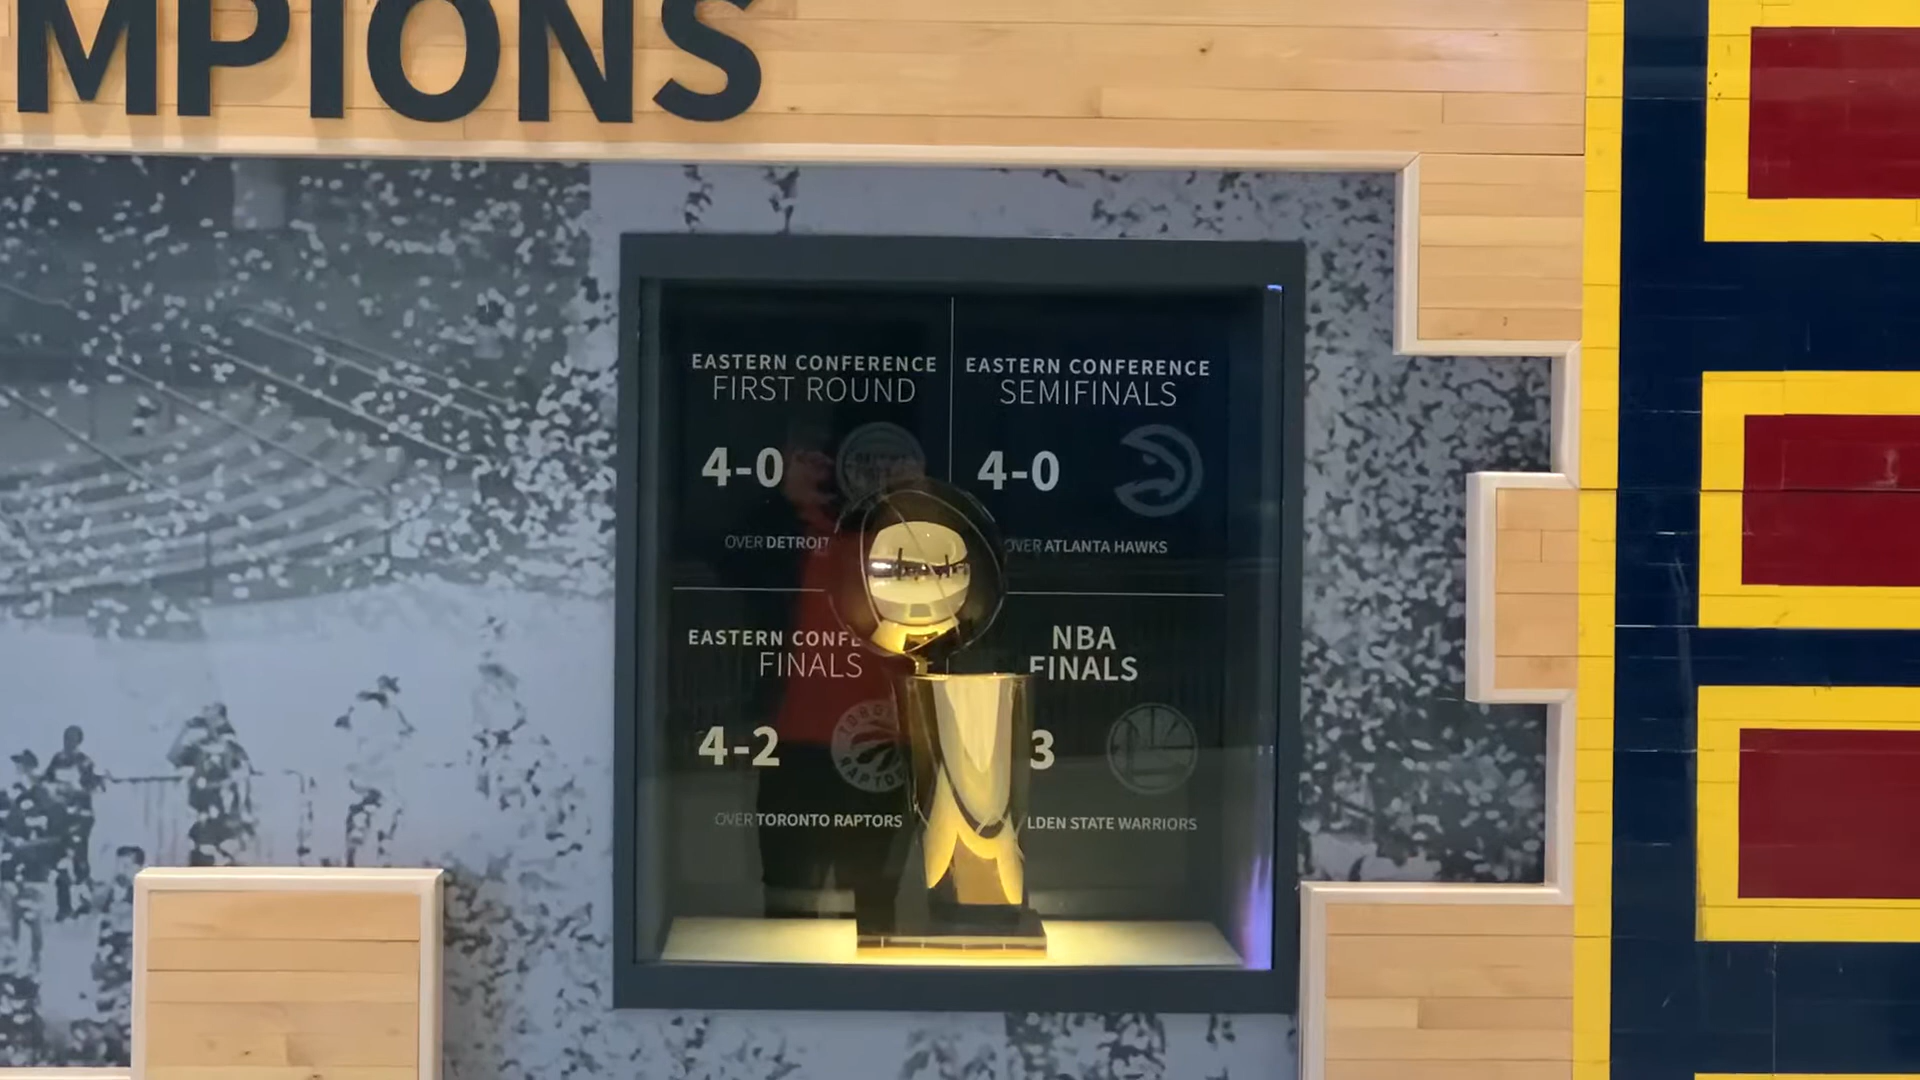 MPIONS
EASTERN CONFERENCE
FIRST ROUND
4-0
OVER DETROIT
EASTERN CONFERENCE
SEMIFINALS
4-0
OVER ATLANTA HAWKS
EASTERN CONFE
FINALS
4-2
RAPTO
OVER TORONTO RAPTORS
NBA
FINALS
3
LDEN STATE WARRIORS